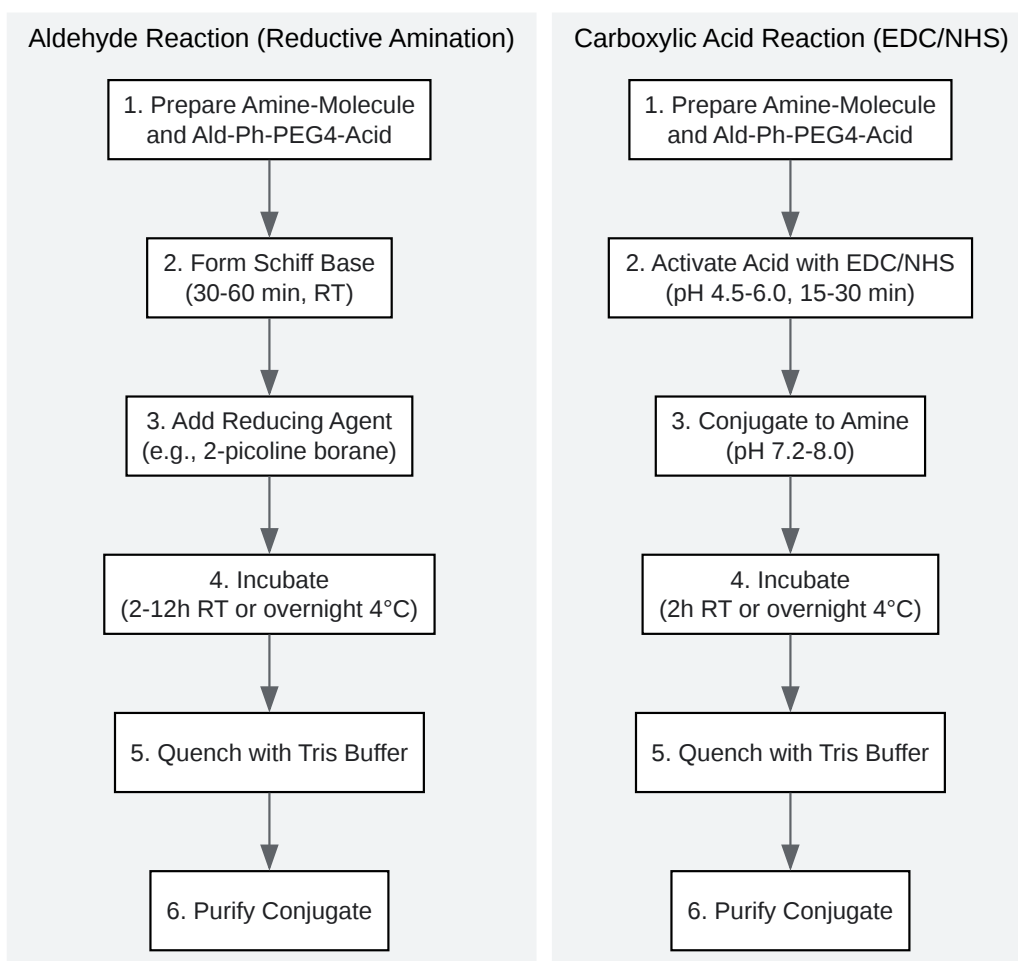 Aldehyde Reaction (Reductive Amination)
1. Prepare Amine-Molecule
and Ald-Ph-PEG4-Acid
2. Form Schiff Base
(30-60 min, RT)
3. Add Reducing Agent
(e.g., 2-picoline borane)
4. Incubate
(2-12h RT or overnight 4°C)
5. Quench with Tris Buffer
6. Purify Conjugate
Carboxylic Acid Reaction (EDC/NHS)
1. Prepare Amine-Molecule
and Ald-Ph-PEG4-Acid
2. Activate Acid with EDC/NHS
(pH 4.5-6.0, 15-30 min)
3. Conjugate to Amine
(pH 7.2-8.0)
4. Incubate
(2h RT or overnight 4°C)
5. Quench with Tris Buffer
6. Purify Conjugate